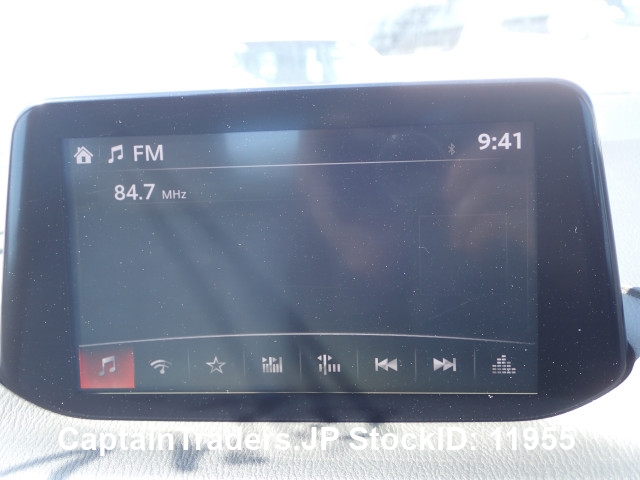 FM 9:41
84.7 MHz
CaptainTraders.JP StockID: 11955